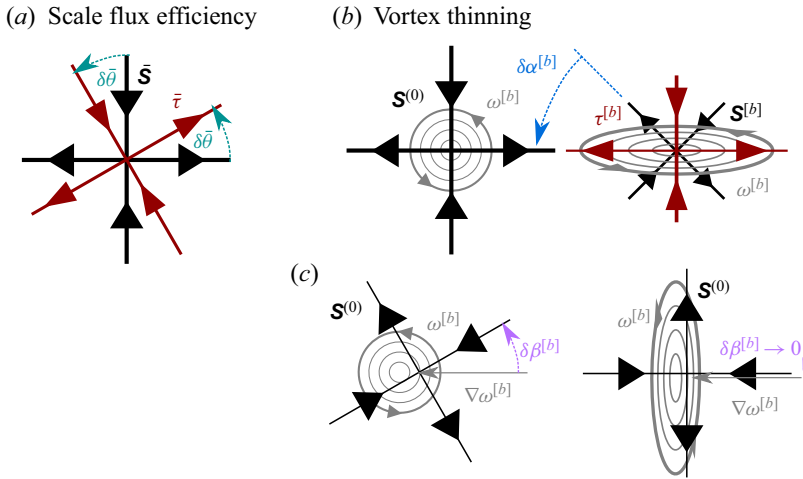 (a) Scale flux efficiency
(b) Vortex thinning
δθ̄
S̄
τ̄
δθ̄
S⁽⁰⁾
ω^[b]
δα^[b]
τ^[b]
S^[b]
ω^[b]
(c)
S⁽⁰⁾
ω^[b]
δβ^[b]
∇ω^[b]
S⁽⁰⁾
ω^[b]
δβ^[b] → 0
∇ω^[b]